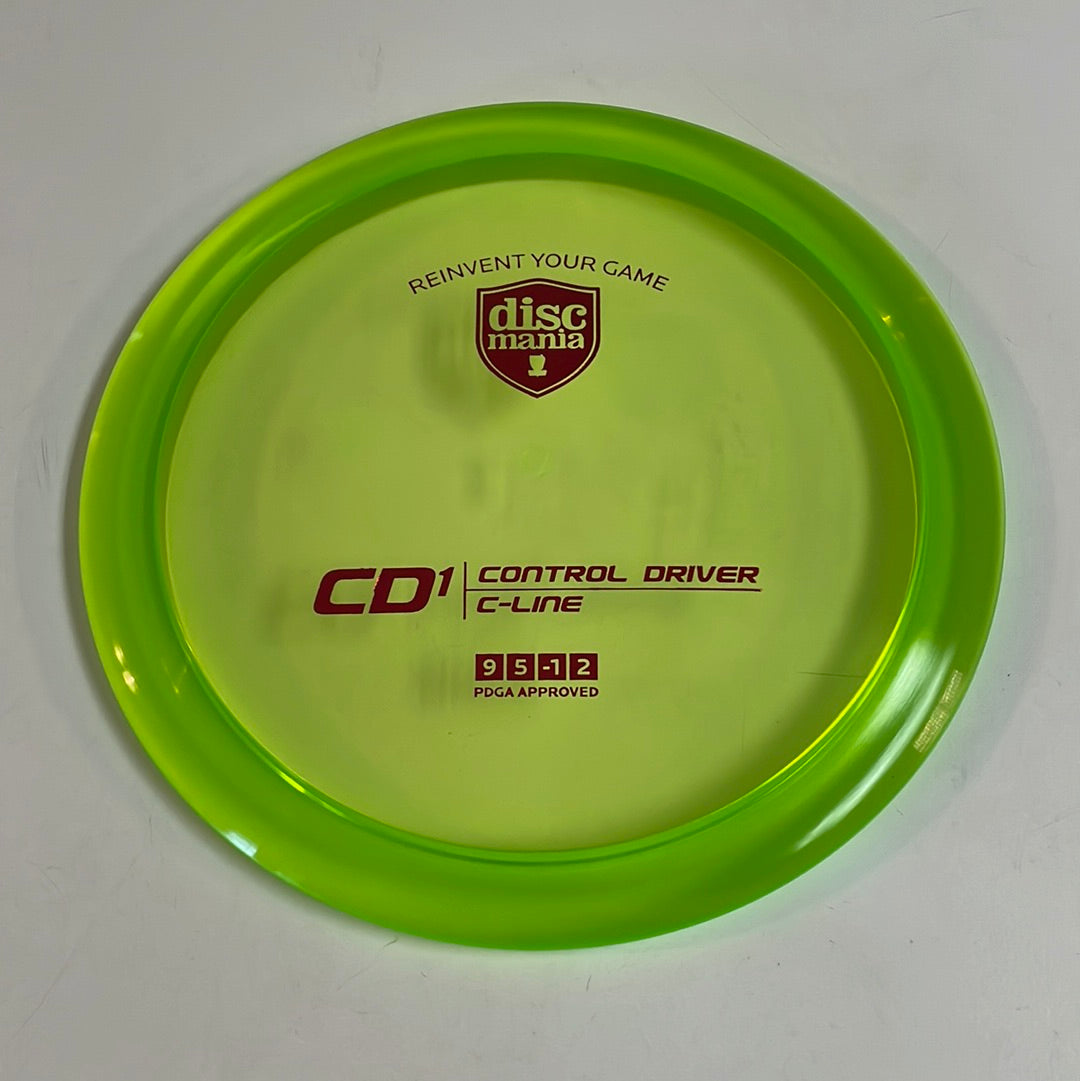 REINVENT YOUR GAME
disc
mania
CD1 CONTROL DRIVER
C-LINE
9 5 -1 2
PDGA APPROVED